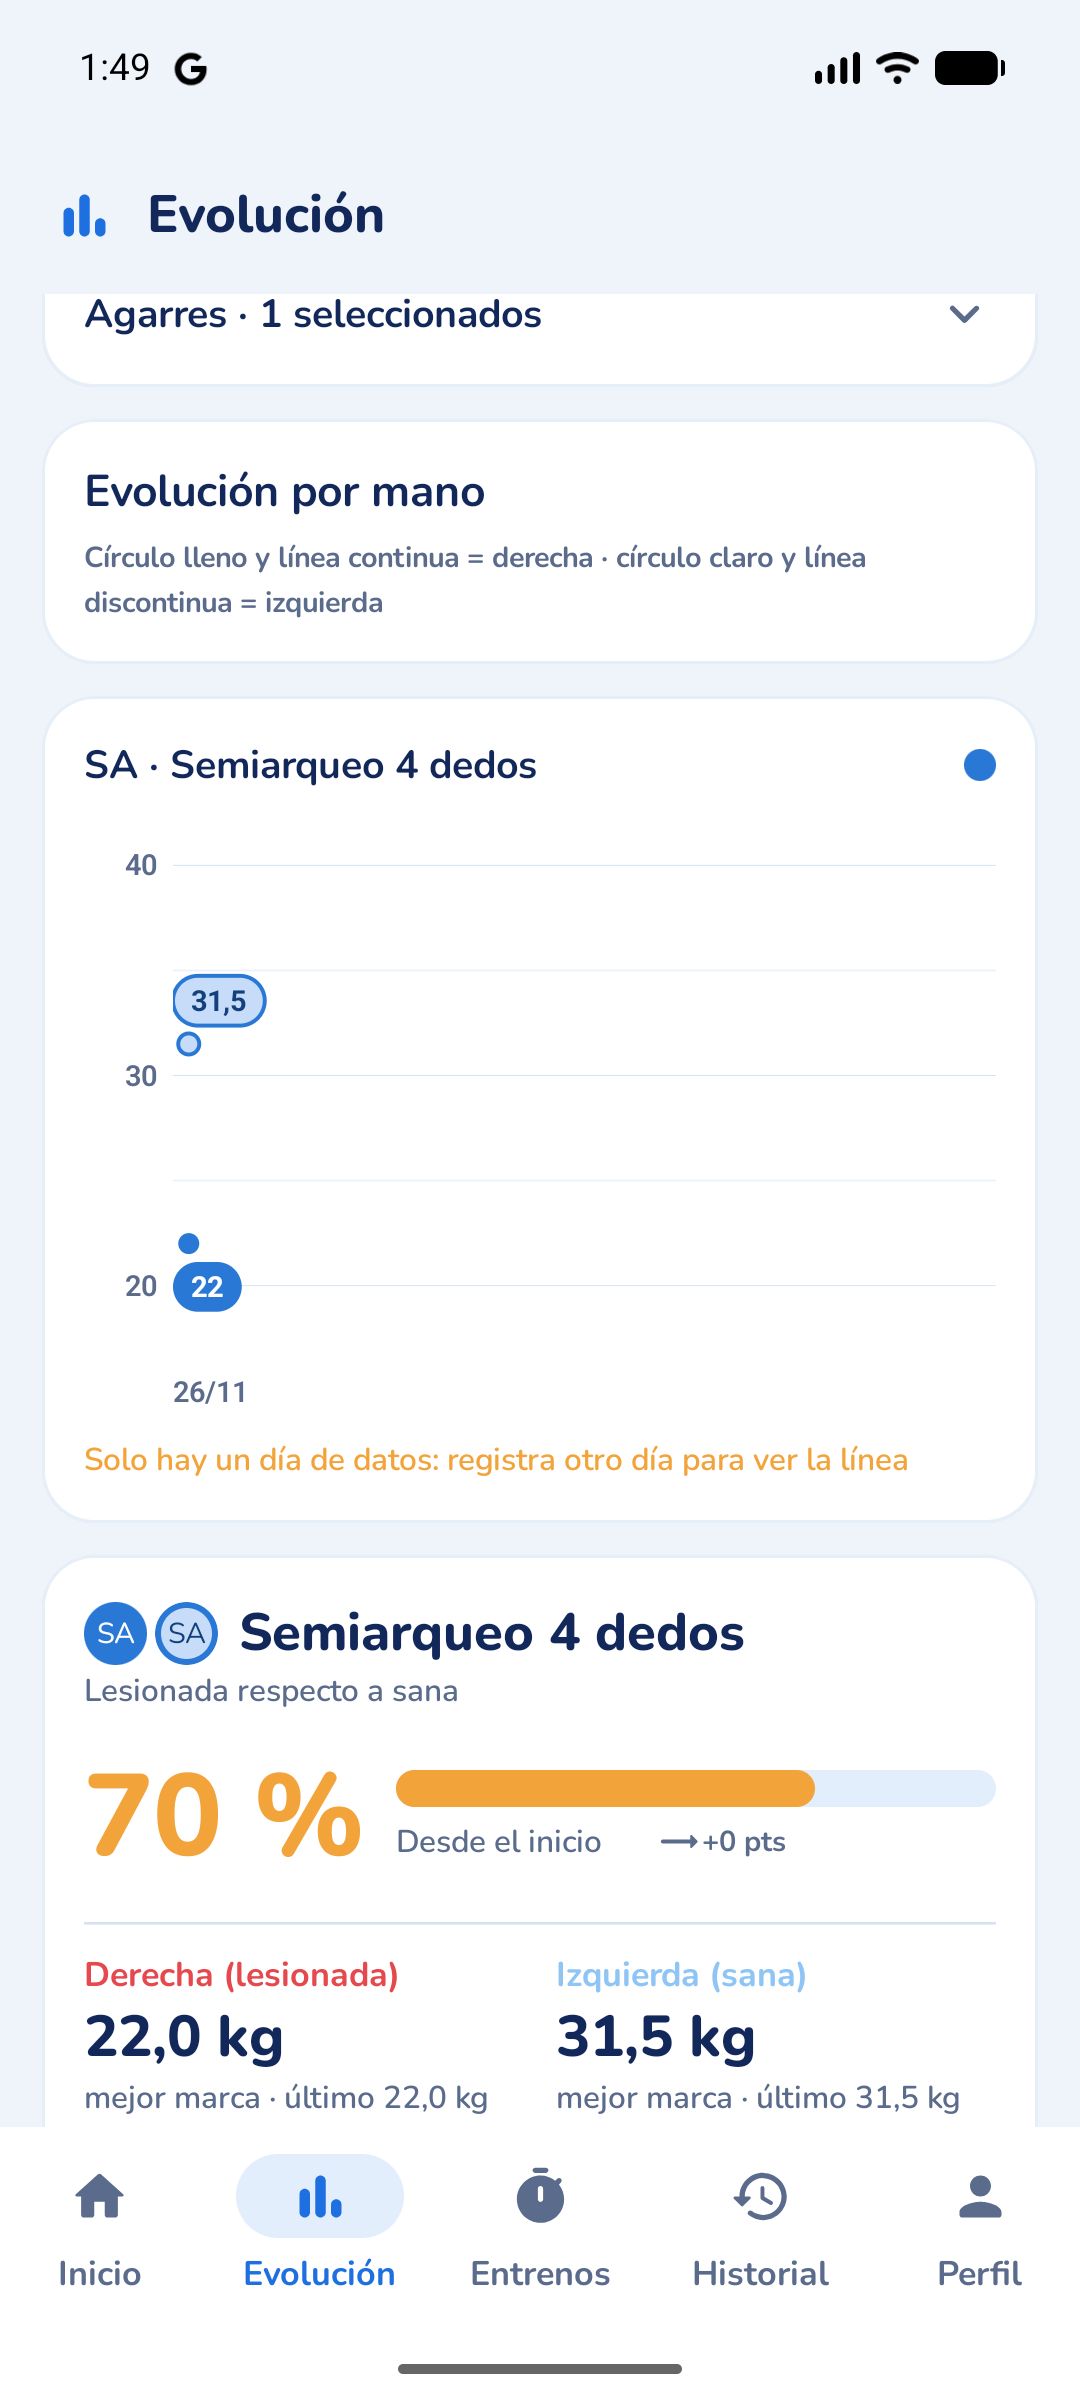 1:49
Evolución
Agarres · 1 seleccionados
Evolución por mano
Círculo lleno y línea continua = derecha · círculo claro y línea
discontinua = izquierda
SA · Semiarqueo 4 dedos
40
31,5
30
20
22
26/11
Solo hay un día de datos: registra otro día para ver la línea
SA SA Semiarqueo 4 dedos
Lesionada respecto a sana
70 %
Desde el inicio →+0 pts
Derecha (lesionada) Izquierda (sana)
22,0 kg 31,5 kg
mejor marca · último 22,0 kg mejor marca · último 31,5 kg
Inicio Evolución Entrenos Historial Perfil